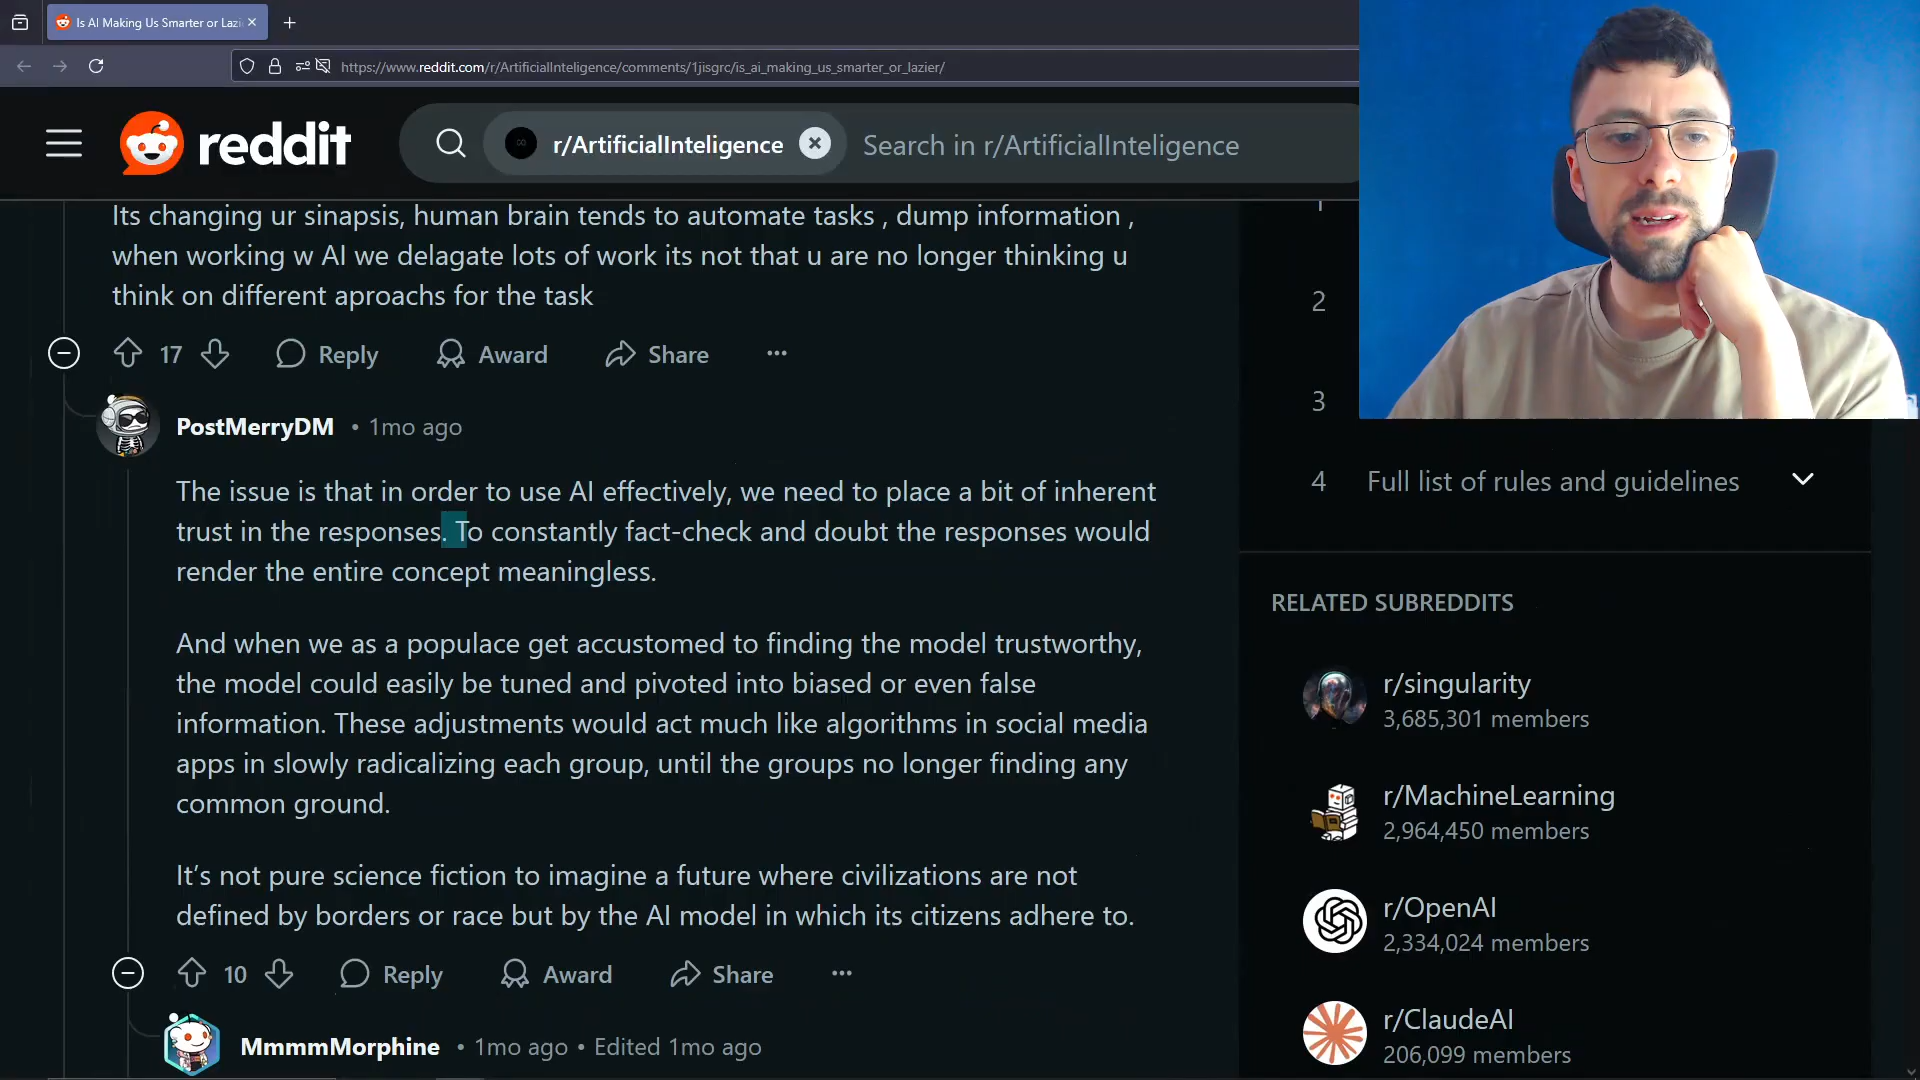 Is AI Making Us Smarter or Lazi
https://www.reddit.com/r/ArtificialInteligence/comments/1jisgrc/is_ai_making_us_smarter_or_lazier/
reddit
r/ArtificialInteligence
Search in r/ArtificialInteligence
Its changing ur sinapsis, human brain tends to automate tasks , dump information ,
when working w AI we delagate lots of work its not that u are no longer thinking u
think on different aproachs for the task
17
Reply
Award
Share
PostMerryDM • 1mo ago
The issue is that in order to use AI effectively, we need to place a bit of inherent
trust in the responses. To constantly fact-check and doubt the responses would
render the entire concept meaningless.
And when we as a populace get accustomed to finding the model trustworthy,
the model could easily be tuned and pivoted into biased or even false
information. These adjustments would act much like algorithms in social media
apps in slowly radicalizing each group, until the groups no longer finding any
common ground.
It’s not pure science fiction to imagine a future where civilizations are not
defined by borders or race but by the AI model in which its citizens adhere to.
10
Reply
Award
Share
MmmmMorphine • 1mo ago • Edited 1mo ago
2
3
4 Full list of rules and guidelines
RELATED SUBREDDITS
r/singularity
3,685,301 members
r/MachineLearning
2,964,450 members
r/OpenAI
2,334,024 members
r/ClaudeAI
206,099 members